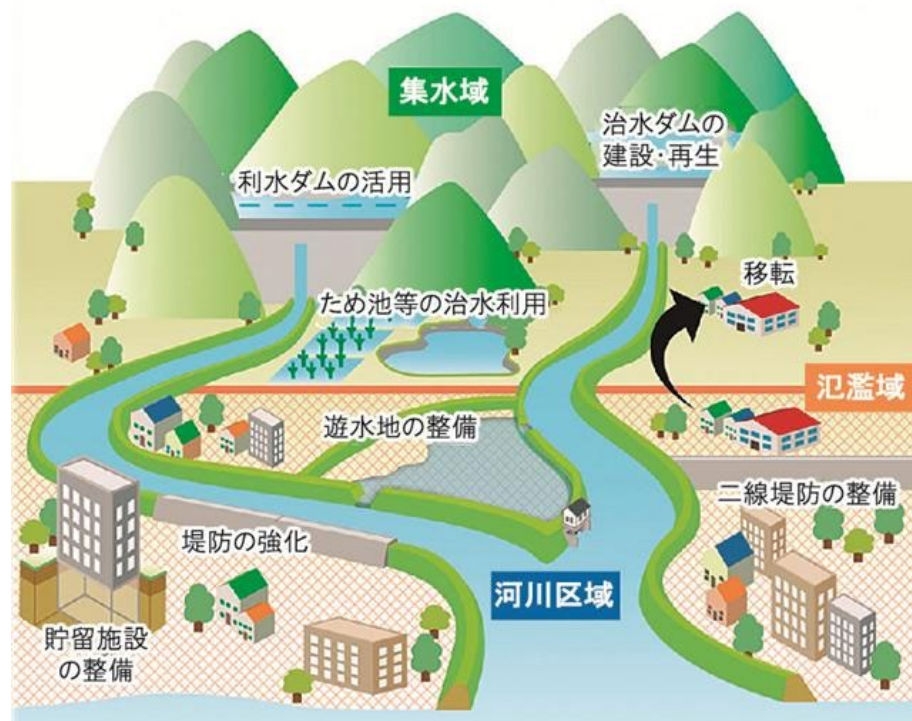 集水域
治水ダムの
建設・再生
利水ダムの活用
移転
ため池等の治水利用
氾濫域
遊水地の整備
二線堤防の整備
堤防の強化
河川区域
貯留施設
の整備